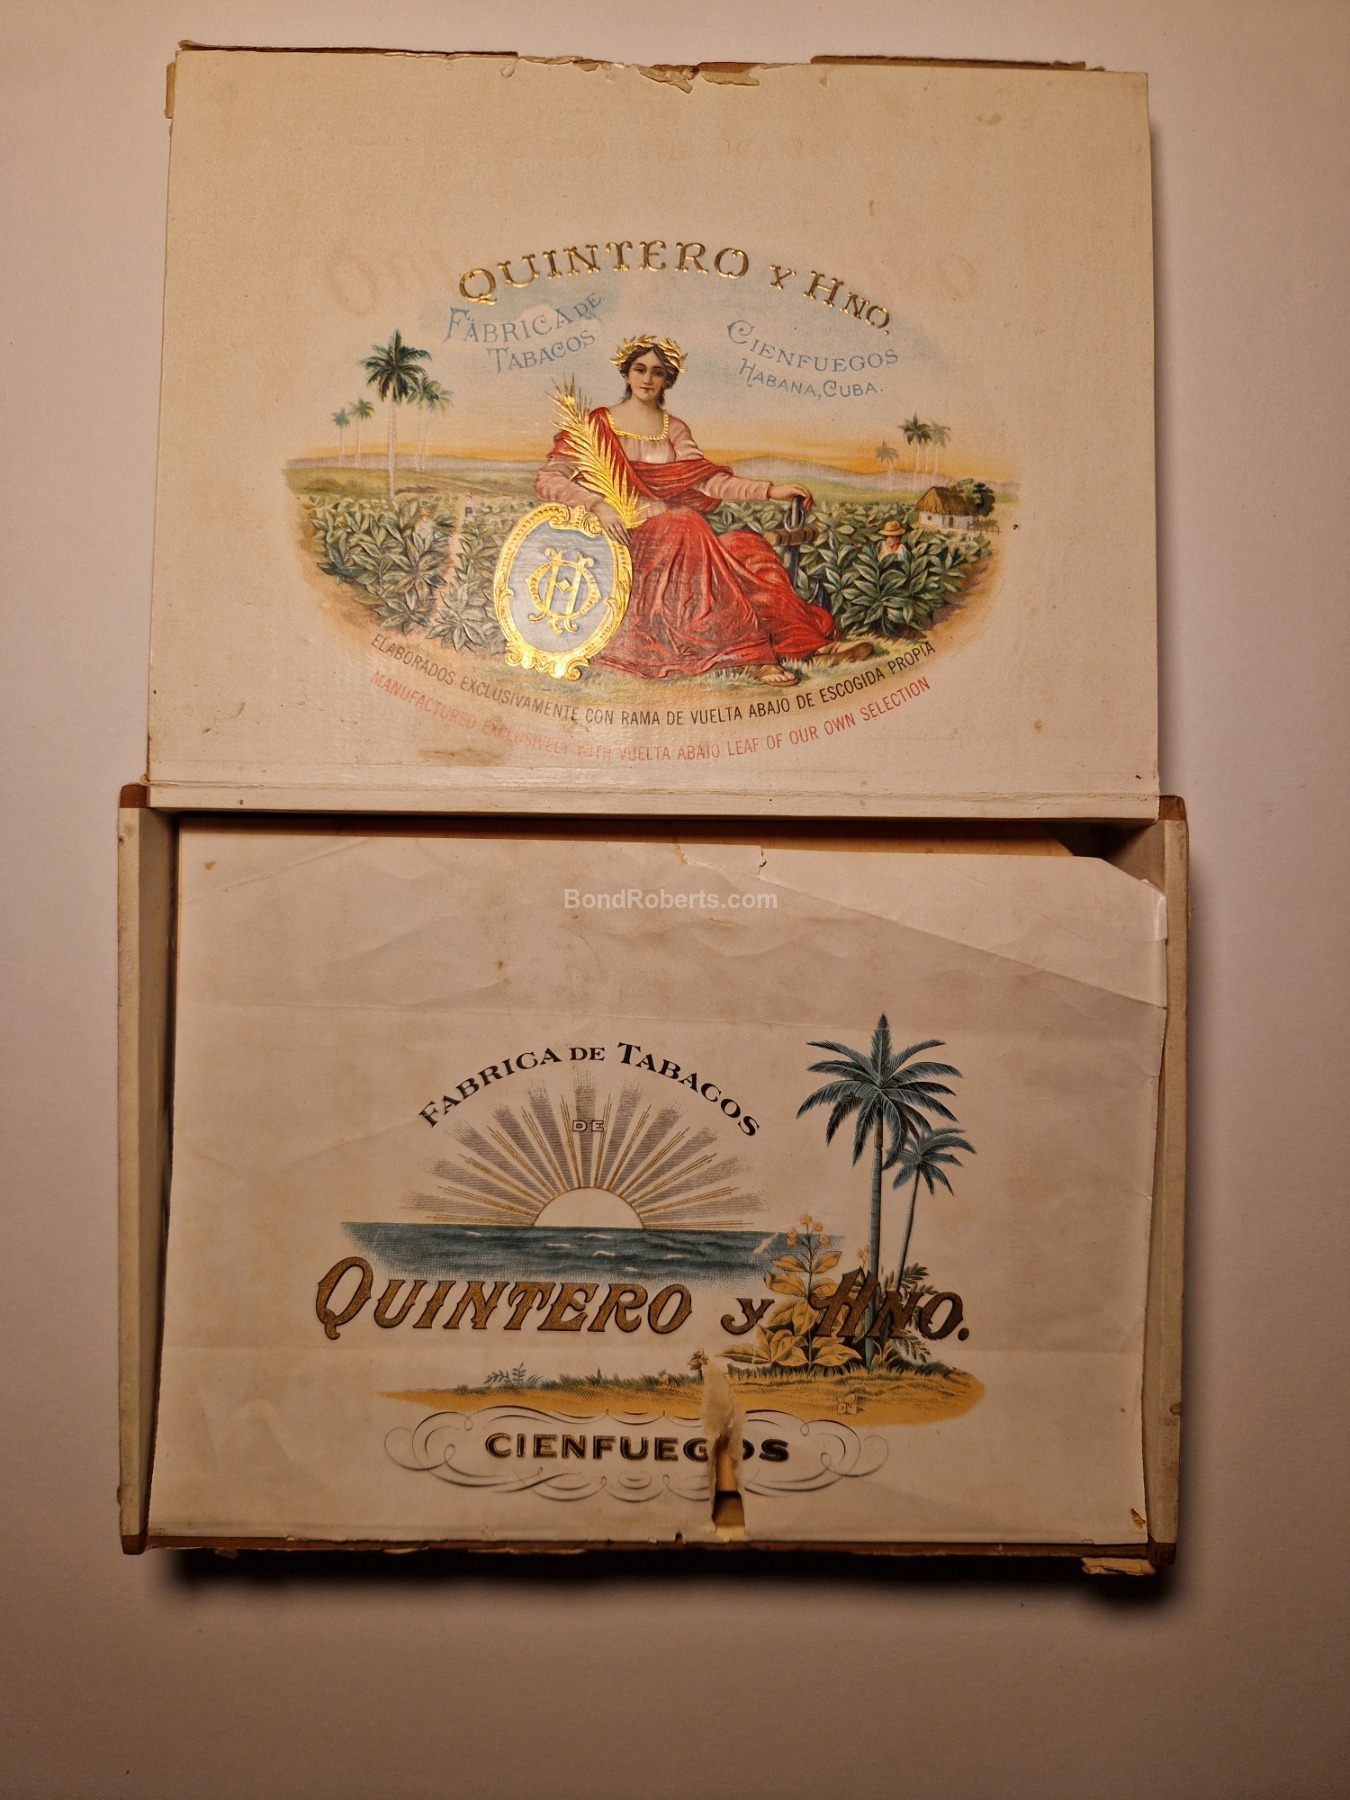 QUINTERO Y HNO.
FÁBRICA DE
TABACOS
CIENFUEGOS
HABANA, CUBA.
ELABORADOS EXCLUSIVAMENTE CON RAMA DE VUELTA ABAJO DE ESCOGIDA PROPIA
MANUFACTURED EXCLUSIVELY WITH VUELTA ABAJO LEAF OF OUR OWN SELECTION
BondRoberts.com
FABRICA DE TABACOS
DE
QUINTERO Y HNO.
CIENFUEGOS